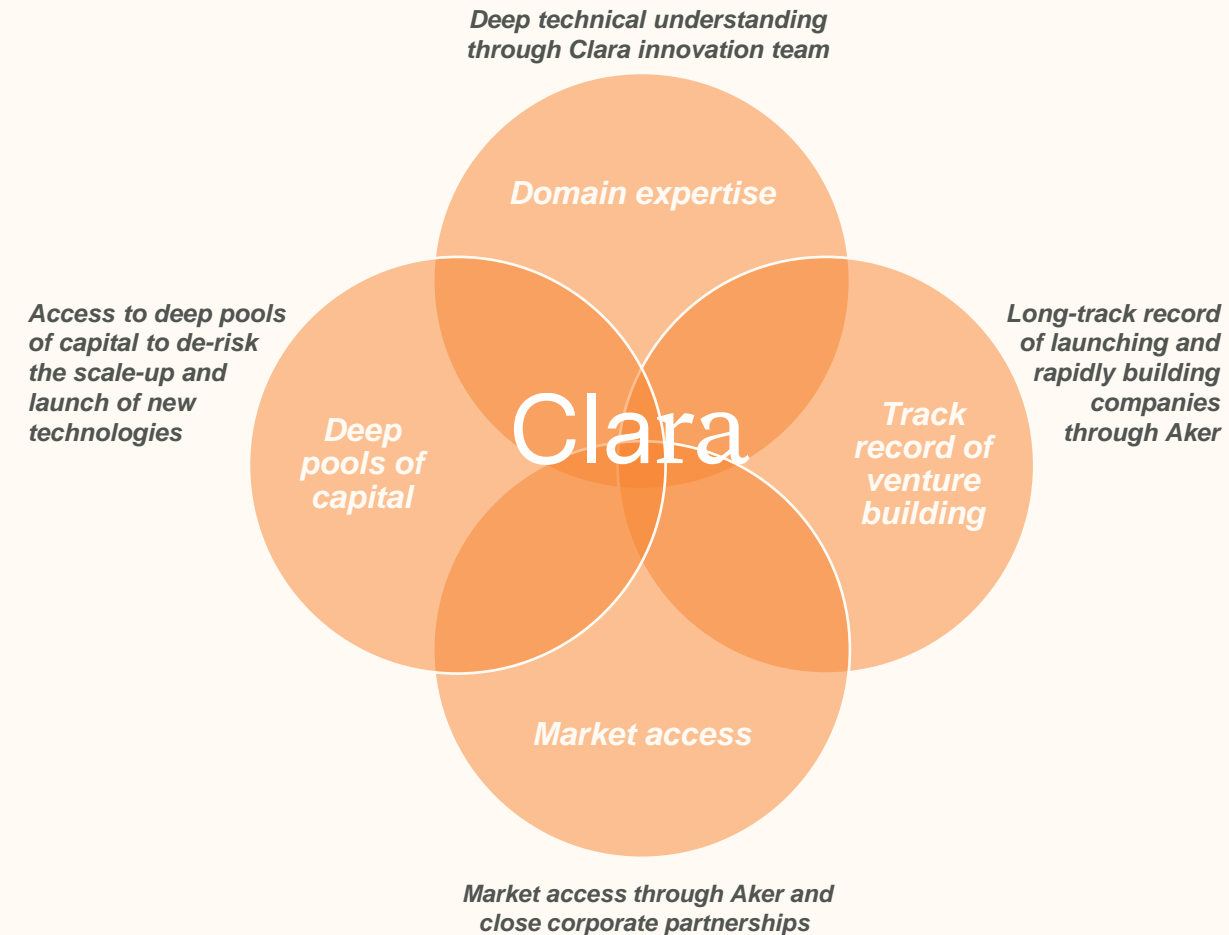 Deep technical understanding
through Clara innovation team
Domain expertise
Access to deep pools
of capital to de-risk
the scale-up and
launch of new
technologies
Deep
pools of
capital
Clara
Track
record of
venture
building
Long-track record
of launching and
rapidly building
companies
through Aker
Market access
Market access through Aker and
close corporate partnerships